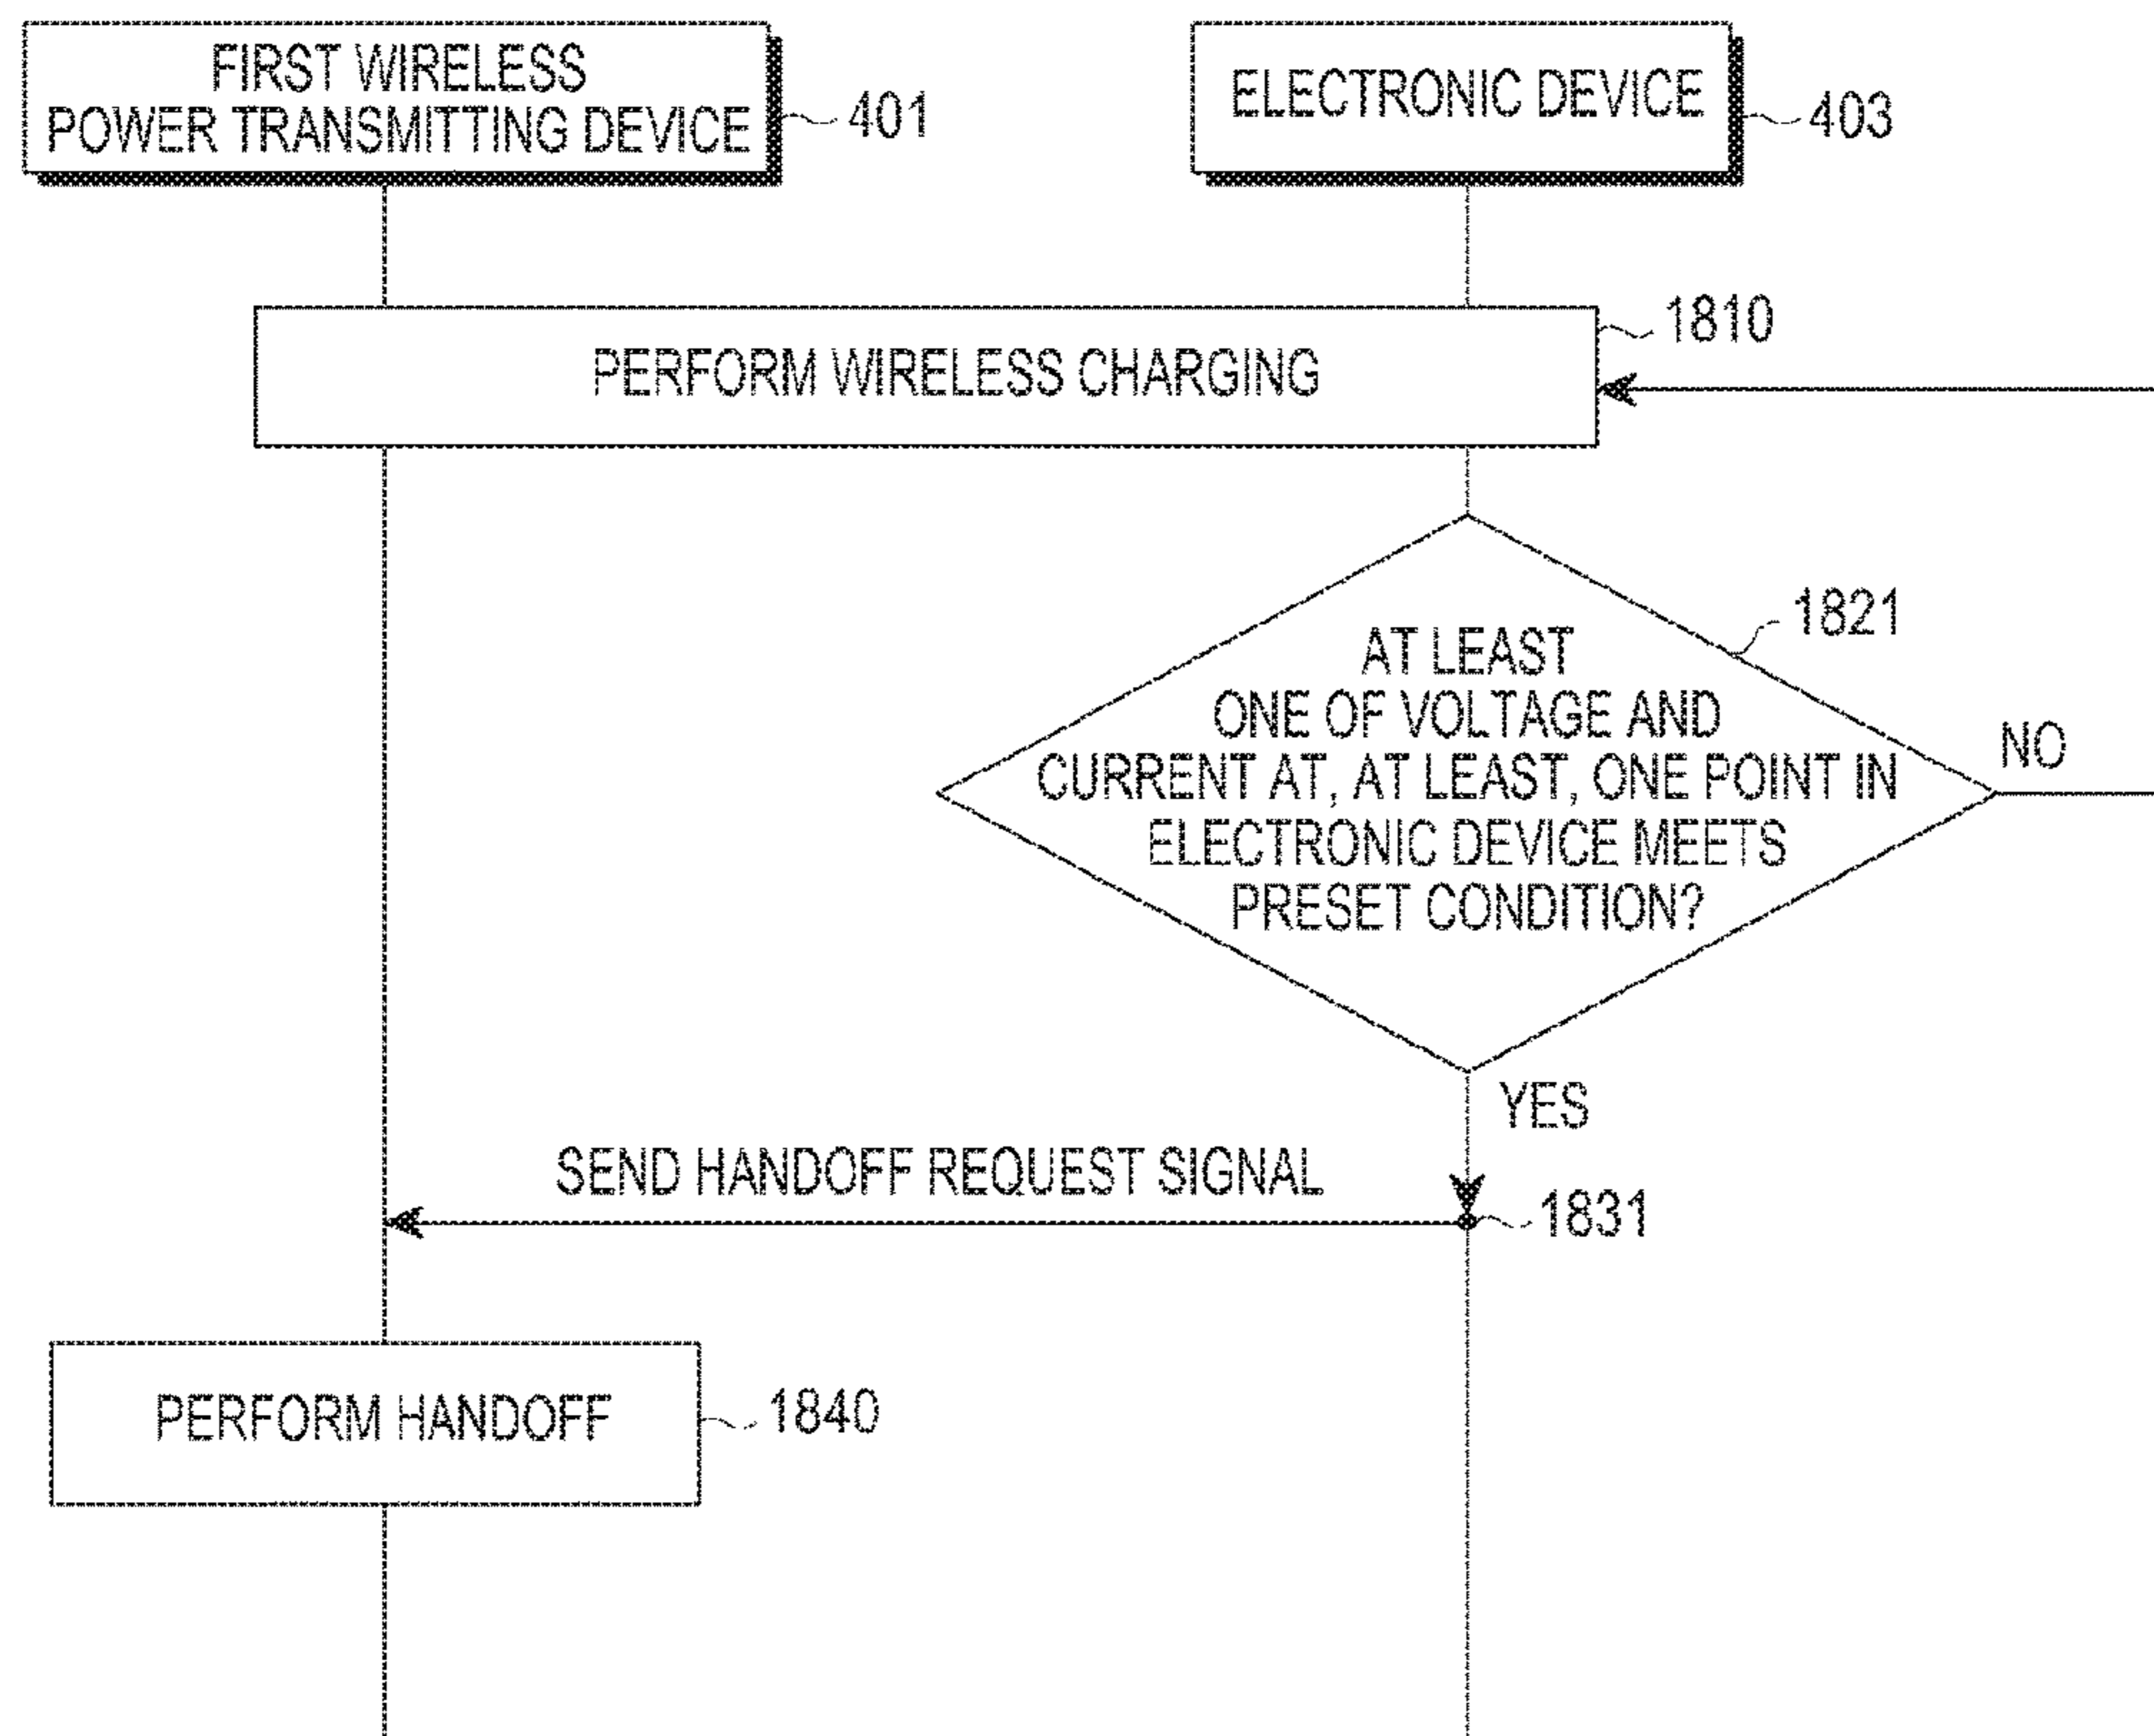 FIRST WIRELESS
POWER TRANSMITTING DEVICE
401
ELECTRONIC DEVICE
403
PERFORM WIRELESS CHARGING
1810
AT LEAST
ONE OF VOLTAGE AND
CURRENT AT, AT LEAST, ONE POINT IN
ELECTRONIC DEVICE MEETS
PRESET CONDITION?
1821
NO
YES
SEND HANDOFF REQUEST SIGNAL
1831
PERFORM HANDOFF
1840